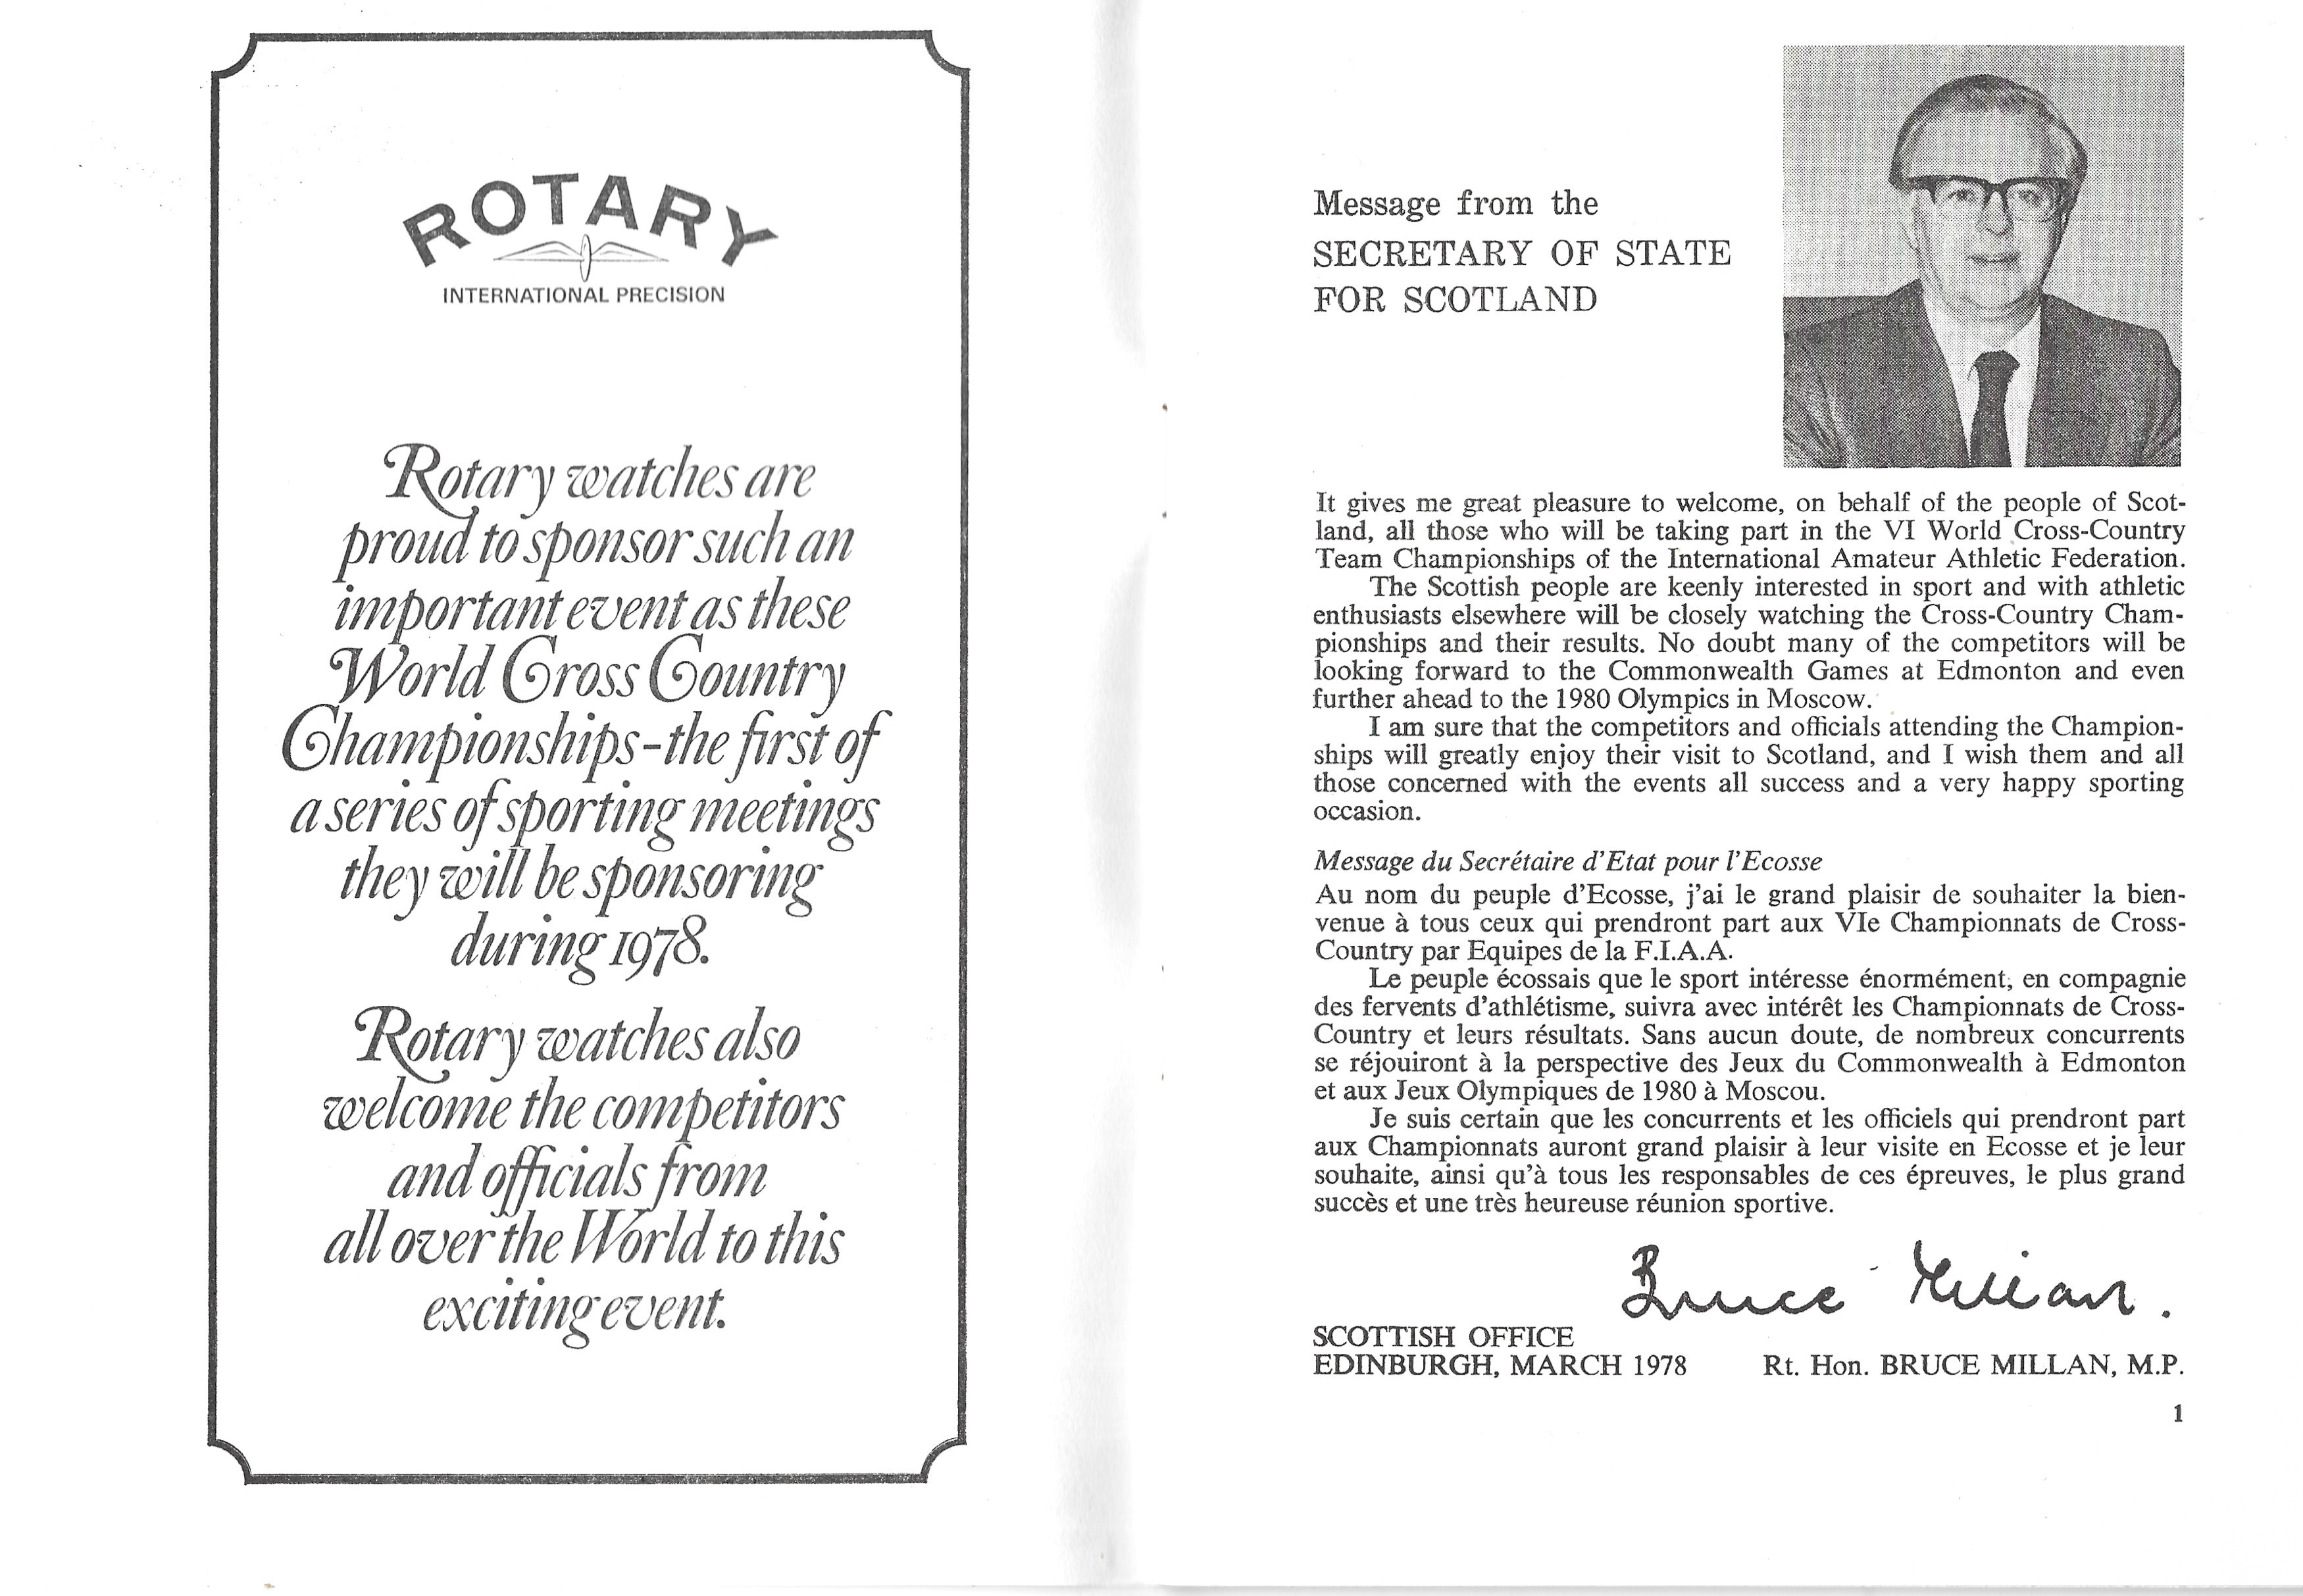 ROTARY
INTERNATIONAL PRECISION
Rotary watches are
proud to sponsor such an
important event as these
World Cross Country
Championships-the first of
a series of sporting meetings
they will be sponsoring
during 1978.
Rotary watches also
welcome the competitors
and officials from
all over the World to this
exciting event.
Message from the
SECRETARY OF STATE
FOR SCOTLAND
It gives me great pleasure to welcome, on behalf of the people of Scot-
land, all those who will be taking part in the VI World Cross-Country
Team Championships of the International Amateur Athletic Federation.
The Scottish people are keenly interested in sport and with athletic
enthusiasts elsewhere will be closely watching the Cross-Country Cham-
pionships and their results. No doubt many of the competitors will be
looking forward to the Commonwealth Games at Edmonton and even
further ahead to the 1980 Olympics in Moscow.
I am sure that the competitors and officials attending the Champion-
ships will greatly enjoy their visit to Scotland, and I wish them and all
those concerned with the events all success and a very happy sporting
occasion.
Message du Secrétaire d'Etat pour l'Ecosse
Au nom du peuple d'Ecosse, j'ai le grand plaisir de souhaiter la bien-
venue à tous ceux qui prendront part aux VIe Championnats de Cross-
Country par Equipes de la F.I.A.A.
Le peuple écossais que le sport intéresse énormément, en compagnie
des fervents d'athlétisme, suivra avec intérêt les Championnats de Cross-
Country et leurs résultats. Sans aucun doute, de nombreux concurrents
se réjouiront à la perspective des Jeux du Commonwealth à Edmonton
et aux Jeux Olympiques de 1980 à Moscou.
Je suis certain que les concurrents et les officiels qui prendront part
aux Championnats auront grand plaisir à leur visite en Ecosse et je leur
souhaite, ainsi qu'à tous les responsables de ces épreuves, le plus grand
succès et une très heureuse réunion sportive.
Bruce Millan.
SCOTTISH OFFICE
EDINBURGH, MARCH 1978 Rt. Hon. BRUCE MILLAN, M.P.
1